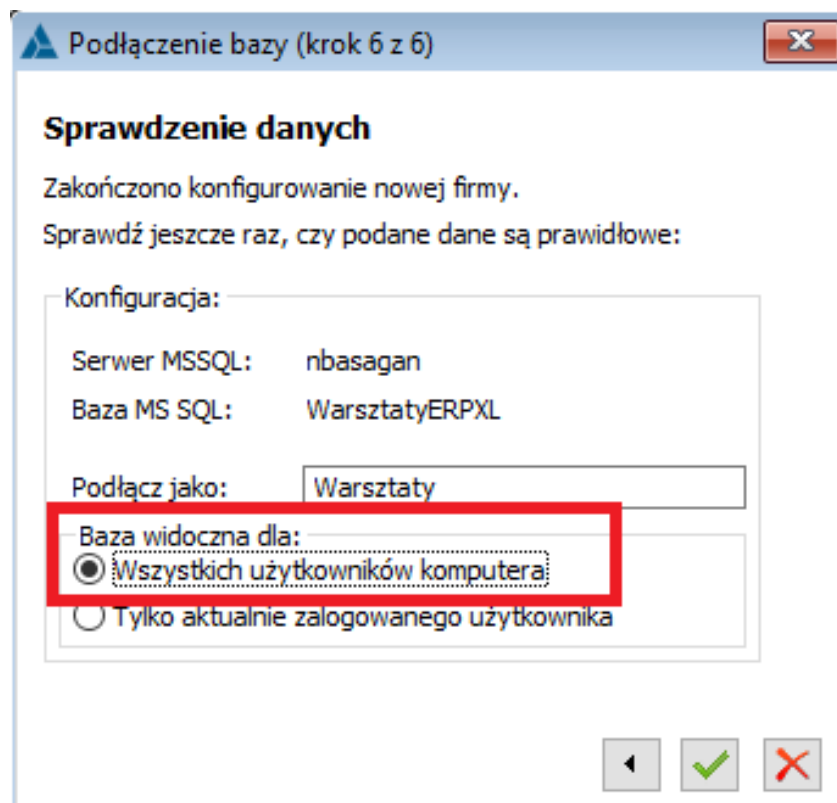 Podłączenie bazy (krok 6 z 6)
Sprawdzenie danych
Zakończono konfigurowanie nowej firmy.
Sprawdź jeszcze raz, czy podane dane są prawidłowe:
Konfiguracja:
Serwer MSSQL: nbasagan
Baza MS SQL: WarsztatyERPXL
Podłącz jako: Warsztaty
Baza widoczna dla:
Wszystkich użytkowników komputera
Tylko aktualnie zalogowanego użytkownika